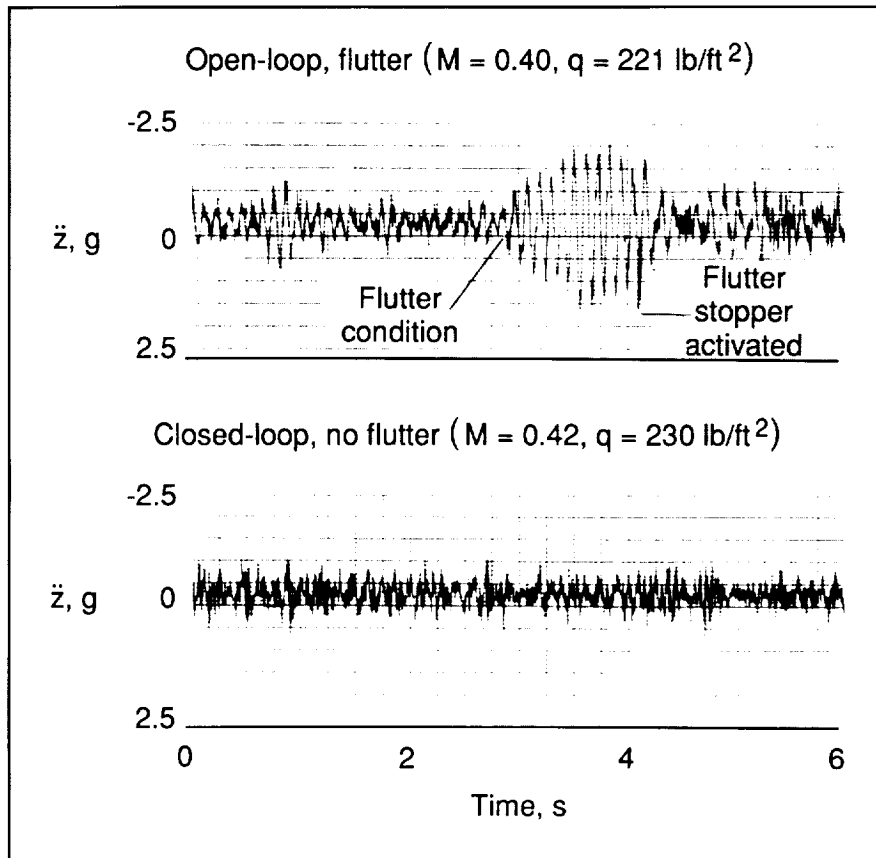 Open-loop, flutter (M = 0.40, q = 221 lb/ft²)
-2.5
z̈, g
0
2.5
Flutter
condition
Flutter
stopper
activated
Closed-loop, no flutter (M = 0.42, q = 230 lb/ft²)
-2.5
z̈, g
0
2.5
0 2 4 6
Time, s